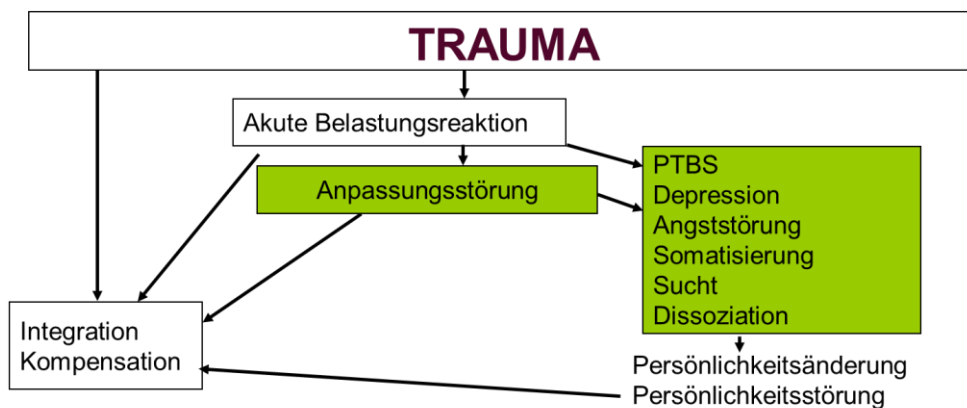 TRAUMA
Akute Belastungsreaktion
Anpassungsstörung
PTBS
Depression
Angststörung
Somatisierung
Sucht
Dissoziation
Integration
Kompensation
Persönlichkeitsänderung
Persönlichkeitsstörung